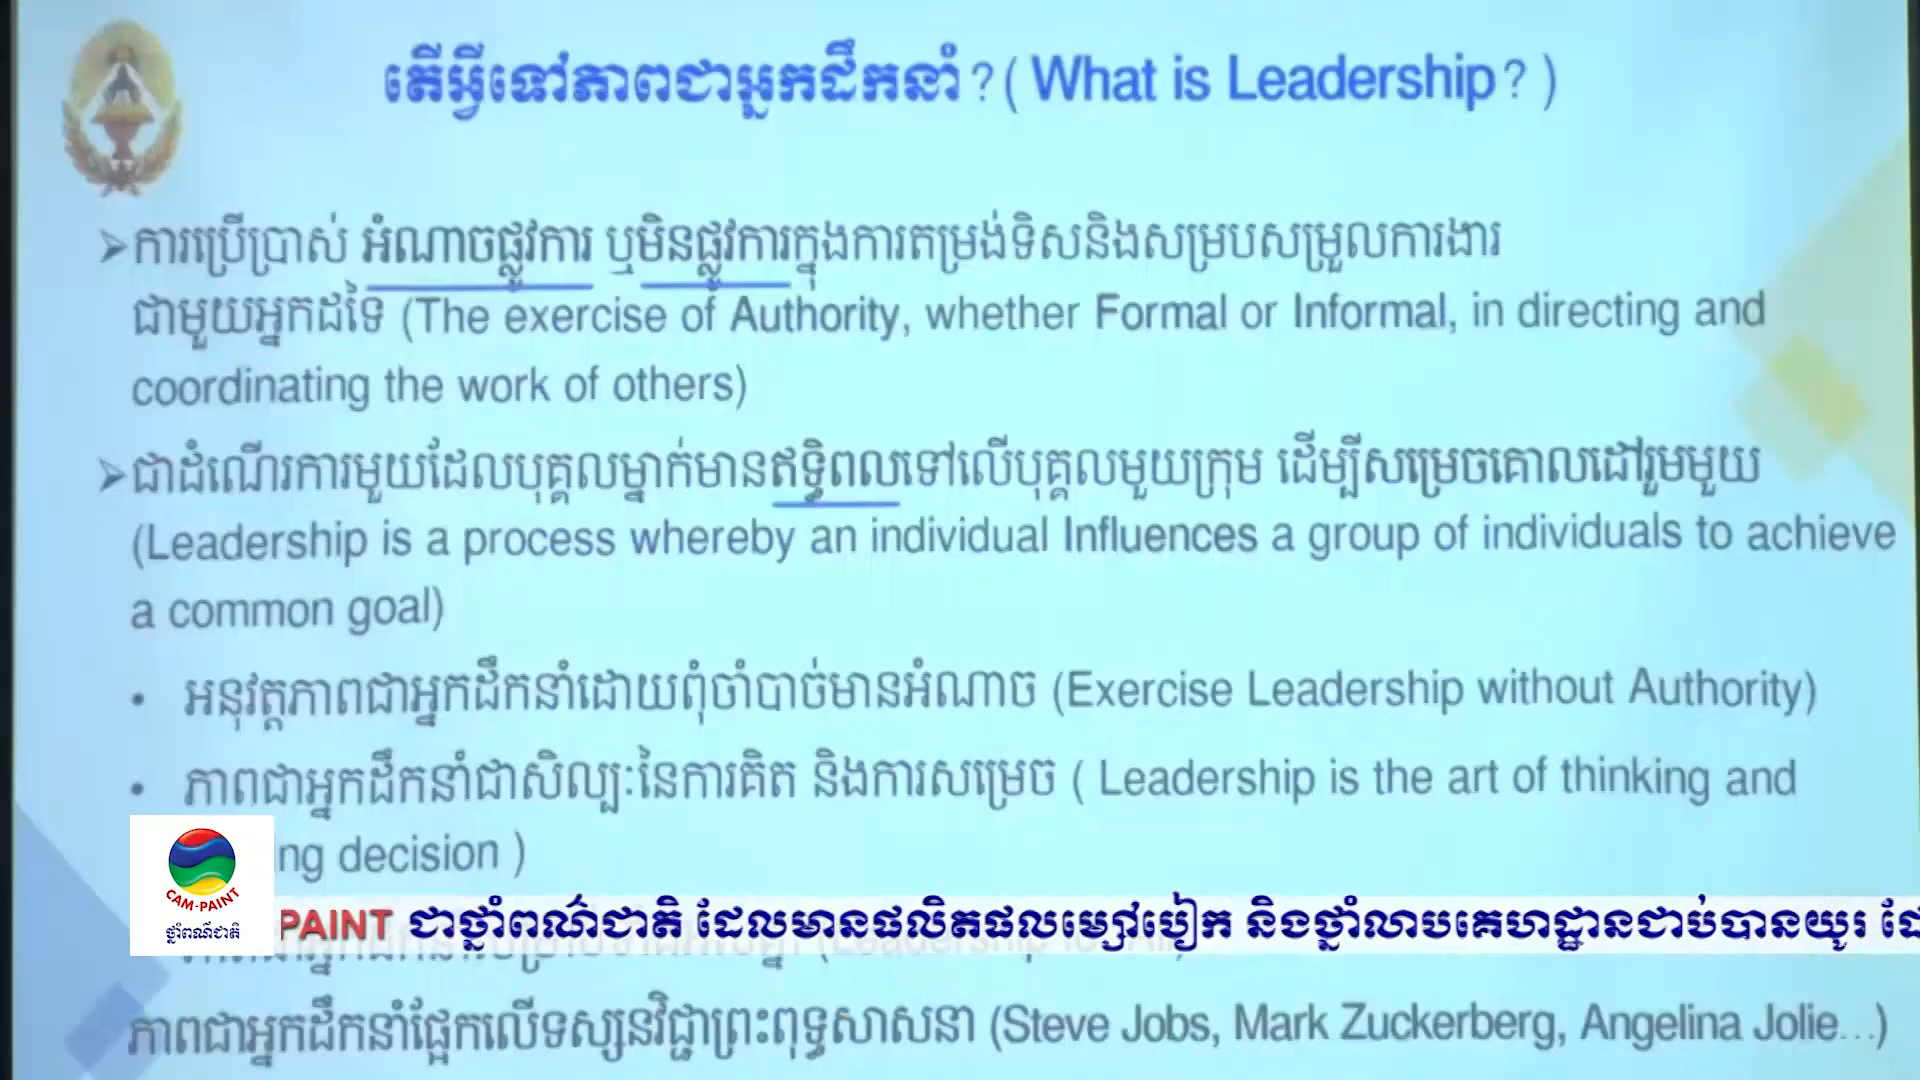 តើអ្វីទៅភាពជាអ្នកដឹកនាំ? ( What is Leadership? )
➢ការប្រើប្រាស់ អំណាចផ្លូវការ ឬមិនផ្លូវការក្នុងការតម្រង់ទិសនិងសម្របសម្រួលការងារ
ជាមួយអ្នកដទៃ (The exercise of Authority, whether Formal or Informal, in directing and
coordinating the work of others)
➢ជាដំណើរការមួយដែលបុគ្គលម្នាក់មានឥទ្ធិពលទៅលើបុគ្គលមួយក្រុម ដើម្បីសម្រេចគោលដៅរួមមួយ
(Leadership is a process whereby an individual Influences a group of individuals to achieve
a common goal)
• អនុវត្តភាពជាអ្នកដឹកនាំដោយពុំចាំបាច់មានអំណាច (Exercise Leadership without Authority)
• ភាពជាអ្នកដឹកនាំជាសិល្បៈនៃការគិត និងការសម្រេច ( Leadership is the art of thinking and
ng decision )
CAM-PAINT
ថ្នាំពណ៌ជាតិ
PAINT ជាថ្នាំពណ៌ជាតិ ដែលមានផលិតផលម្សៅបៀក និងថ្នាំលាបគេហដ្ឋានជាប់បានយូរ ដែ
ភាពជាអ្នកដឹកនាំផ្អែកលើទស្សនវិជ្ជាព្រះពុទ្ធសាសនា (Steve Jobs, Mark Zuckerberg, Angelina Jolie…)